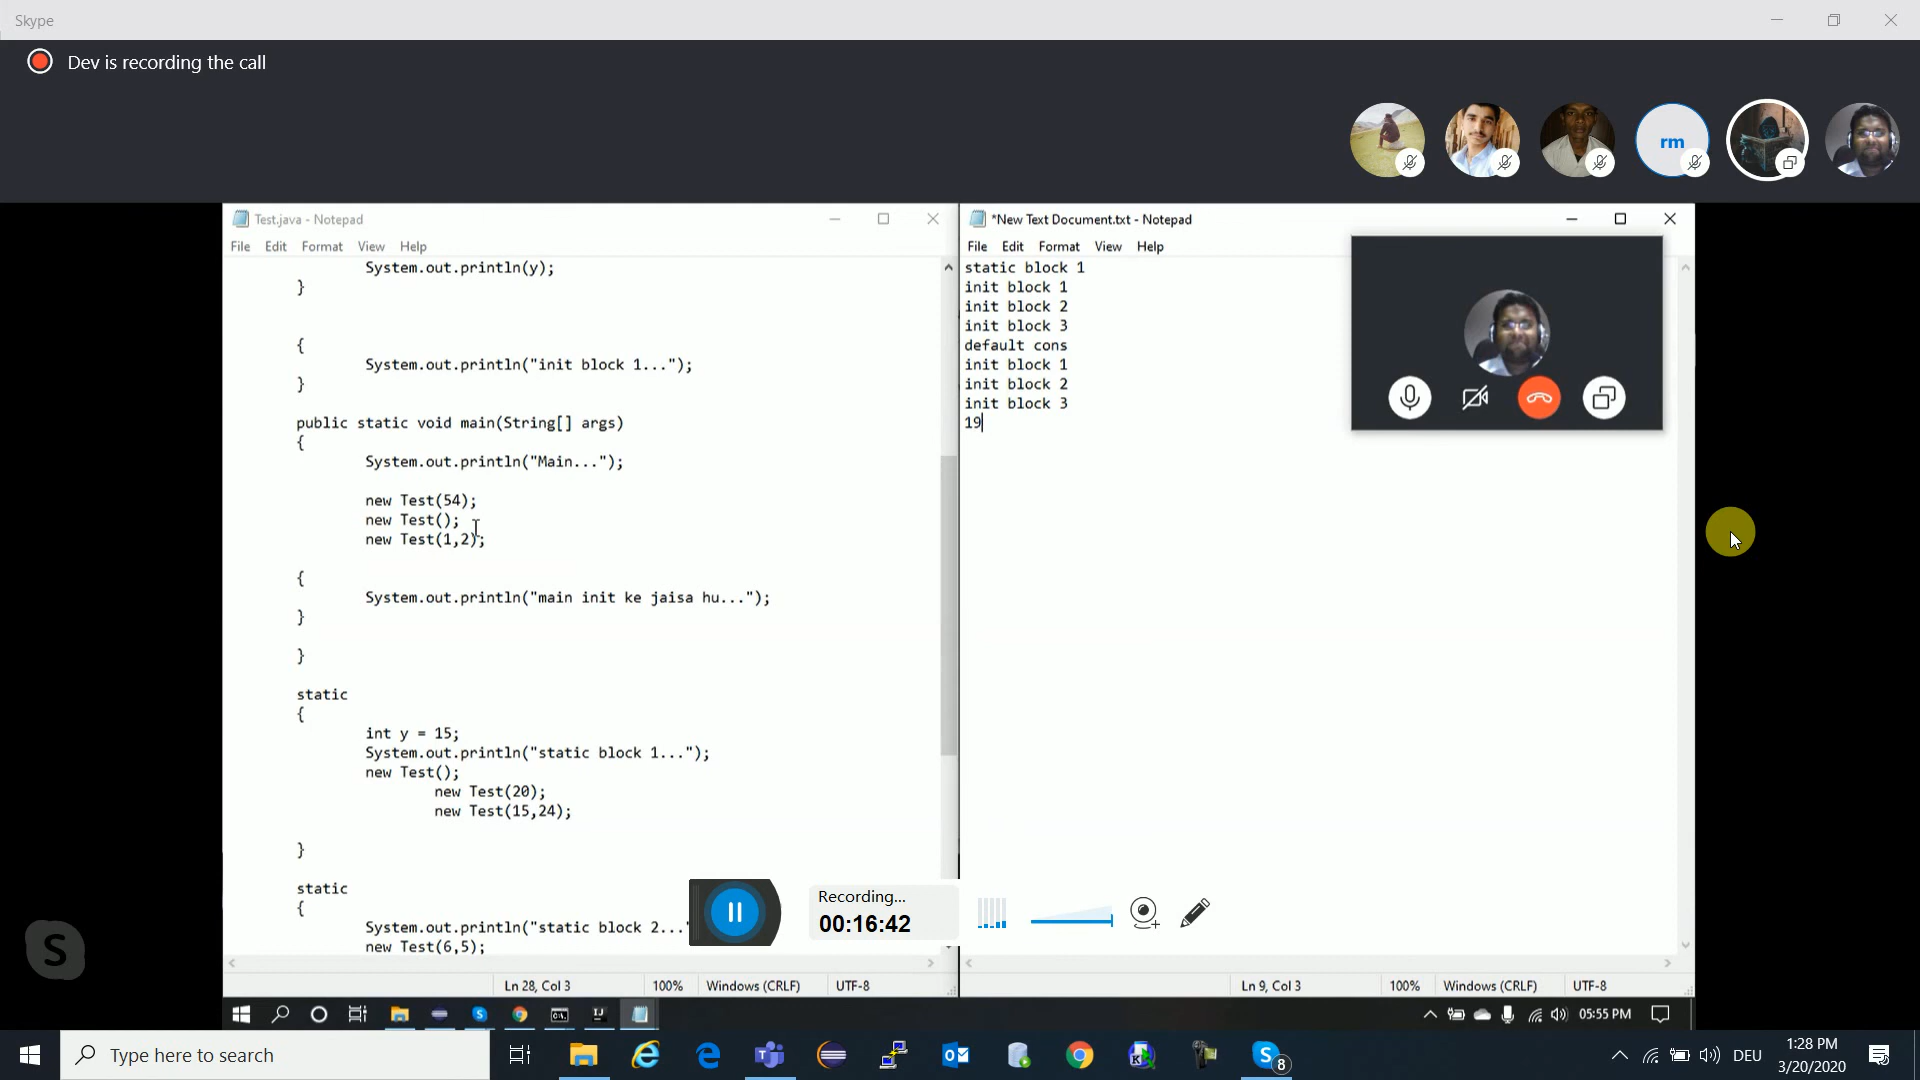 Skype
Dev is recording the call
rm
Test.java - Notepad
File Edit Format View Help
System.out.println(y);
}
{
System.out.println("init block 1...");
}
public static void main(String[] args)
{
System.out.println("Main...");
new Test(54);
new Test();
new Test(1,2);
{
System.out.println("main init ke jaisa hu...");
}
}
static
{
int y = 15;
System.out.println("static block 1...");
new Test();
new Test(20);
new Test(15,24);
}
static
{
System.out.println("static block 2..."
new Test(6,5);
Ln 28, Col 3 100% Windows (CRLF) UTF-8
*New Text Document.txt - Notepad
File Edit Format View Help
static block 1
init block 1
init block 2
init block 3
default cons
init block 1
init block 2
init block 3
19
Ln 9, Col 3 100% Windows (CRLF) UTF-8
Recording...
00:16:42
S
05:55 PM
Type here to search
8
DEU
1:28 PM
3/20/2020